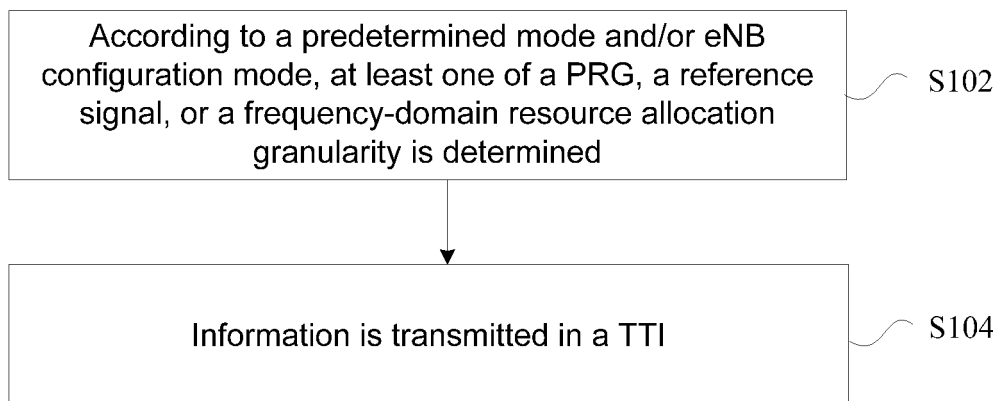 According to a predetermined mode and/or eNB
configuration mode, at least one of a PRG, a reference
signal, or a frequency-domain resource allocation
granularity is determined
S102
Information is transmitted in a TTI
S104